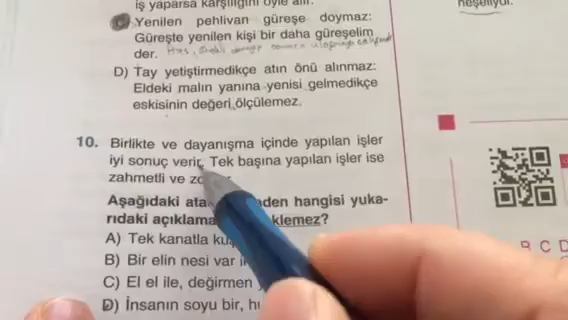 iş yaparsa karşılığını öyle alır.
Yenilen pehlivan güreşe doymaz:
Güreşte yenilen kişi bir daha güreşelim
der.
D) Tay yetiştirmedikçe atın önü alınmaz:
Eldeki malın yanına yenisi gelmedikçe
eskisinin değeri ölçülemez.
neşeliydi.
10. Birlikte ve dayanışma içinde yapılan işler
iyi sonuç verir. Tek başına yapılan işler ise
zahmetli ve zo
Aşağıdaki ata den hangisi yuka-
rıdaki açıklama klemez?
A) Tek kanatla ku
B) Bir elin nesi var i
C) El el ile, değirmen
D) İnsanın soyu bir, hu
B C D